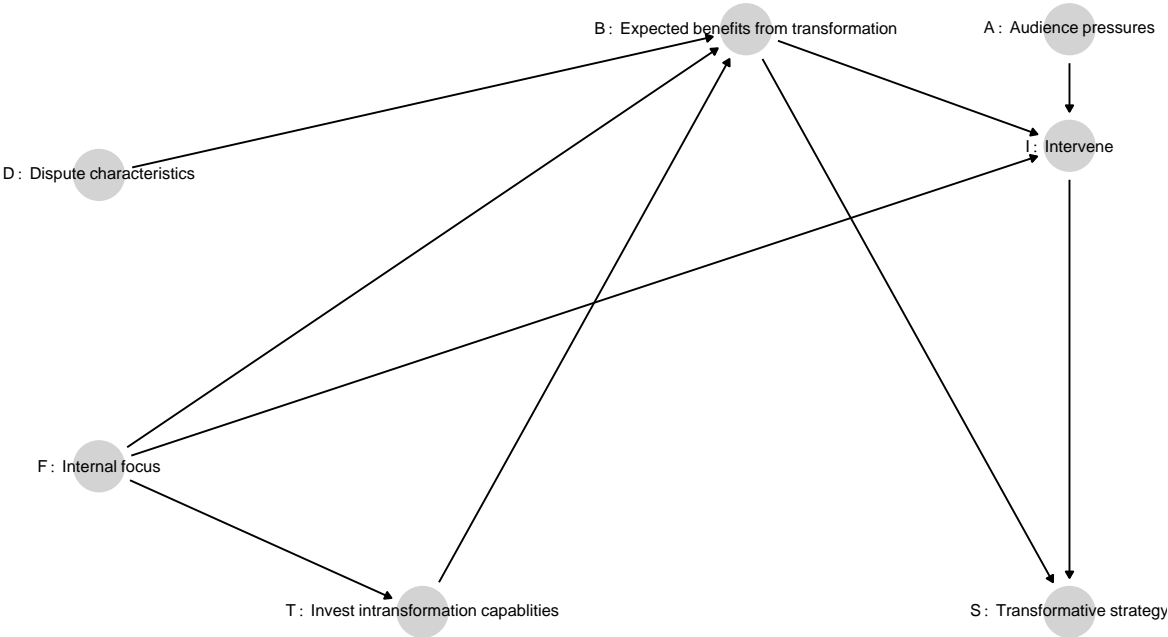 B: Expected benefits from transformation
A: Audience pressures
I: Intervene
D: Dispute characteristics
F: Internal focus
T: Invest intransformation capablities
S: Transformative strategy